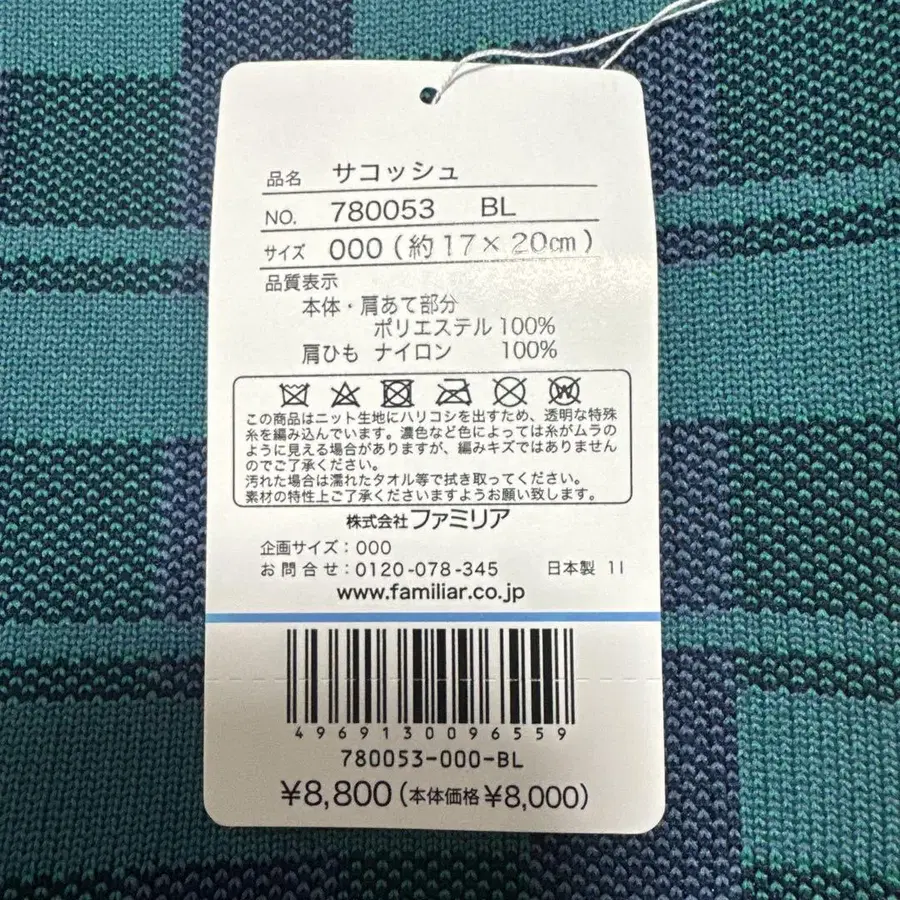 品名 サコッシュ
NO. 780053 BL
サイズ 000(約17×20cm)
品質表示
本体・肩あて部分
ポリエステル 100%
肩ひも ナイロン 100%
W
この商品はニット生地にハリコシを出すため、透明な特殊
糸を編み込んでいます。濃色など色によっては糸がムラの
ように見える場合がありますが、編みキズではありません
のでご了承ください。
汚れた場合は濡れたタオル等で拭き取ってください。
素材の特性上ご了承くださいますようお願い致します。
株式会社ファミリア
企画サイズ:000
お問合せ:0120-078-345 日本製 11
www.familiar.co.jp
4969130096559
780053-000-BL
¥8,800(本体価格¥8,000)